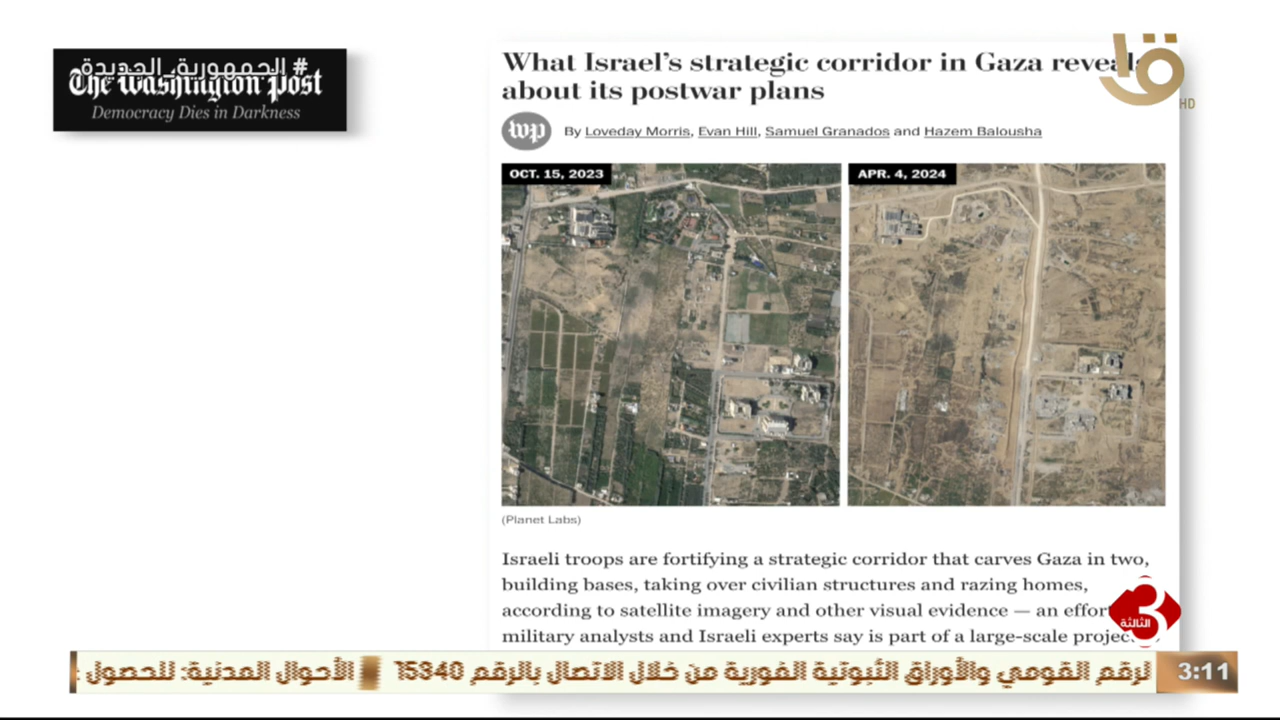 # الجمهورية_الجديدة
The Washington Post
Democracy Dies in Darkness
What Israel's strategic corridor in Gaza reveals
about its postwar plans
HD
wp
By Loveday Morris, Evan Hill, Samuel Granados and Hazem Balousha
OCT. 15, 2023
APR. 4, 2024
(Planet Labs)
Israeli troops are fortifying a strategic corridor that carves Gaza in two,
building bases, taking over civilian structures and razing homes,
according to satellite imagery and other visual evidence — an effort
military analysts and Israeli experts say is part of a large-scale project
3
الثالثة
لرقم القومي والأوراق الثبوتية الفورية من خلال الاتصال بالرقم 15340 الأحوال المدنية: للحصول
3:11